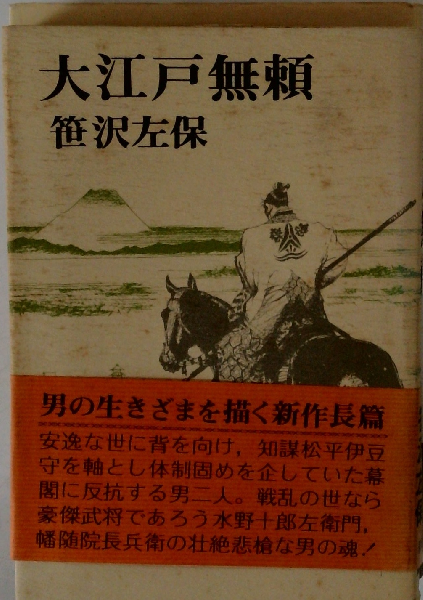 大江戸無頼
笹沢左保
男の生きざまを描く新作長篇
安逸な世に背を向け，知謀松平伊豆
守を軸とし体制固めを企していた幕
閣に反抗する男二人。戦乱の世なら
豪傑武将であろう水野十郎左衛門，
幡随院長兵衛の壮絶悲槍な男の魂！